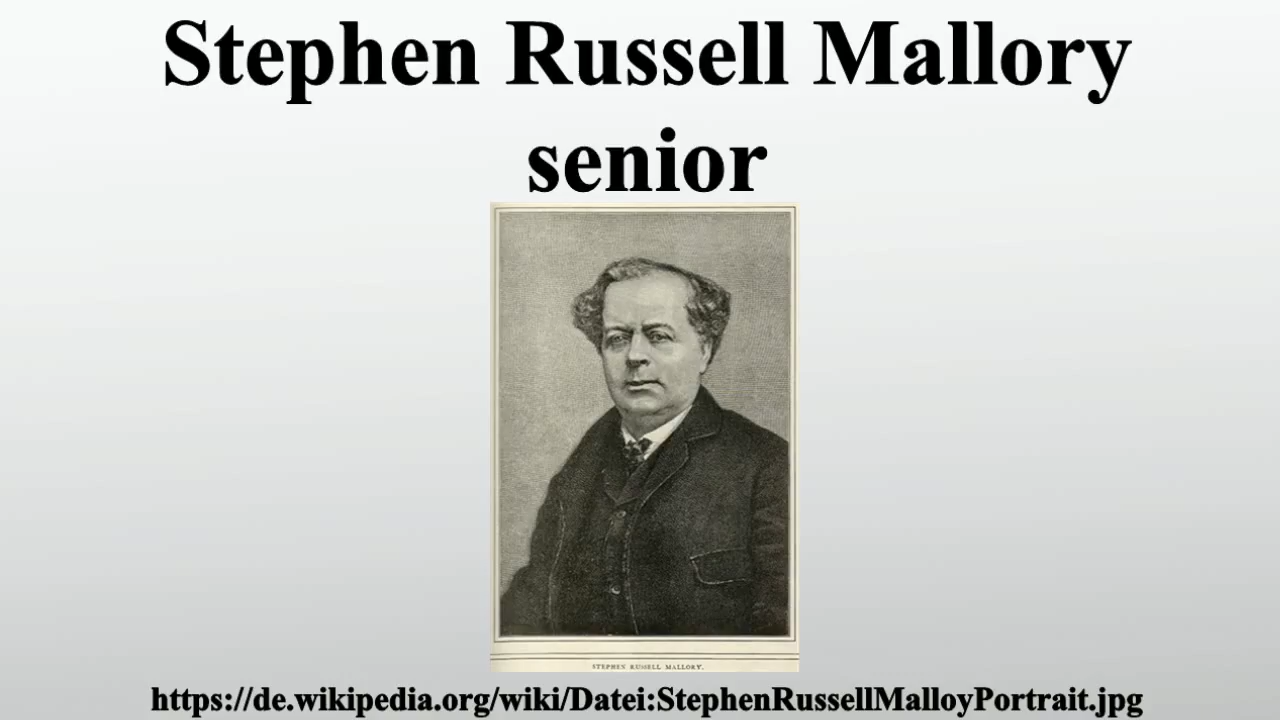 Stephen Russell Mallory
senior
STEPHEN RUSSELL MALLORY.
https://de.wikipedia.org/wiki/Datei:StephenRussellMalloyPortrait.jpg